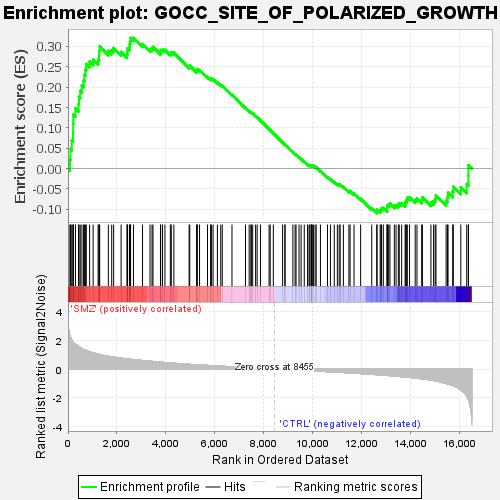 Enrichment plot: GOCC_SITE_OF_POLARIZED_GROWTH
Enrichment score (ES)
0.30
0.25
0.20
0.15
0.10
0.05
0.00
-0.05
-0.10
'SMZ' (positively correlated)
Ranked list metric (Signal2Noise)
4
2
0
-2
-4
Zero cross at 8455
'CTRL' (negatively correlated)
0
2,000
4,000
6,000
8,000
10,000
12,000
14,000
16,000
Rank in Ordered Dataset
Enrichment profile
Hits
Ranking metric scores